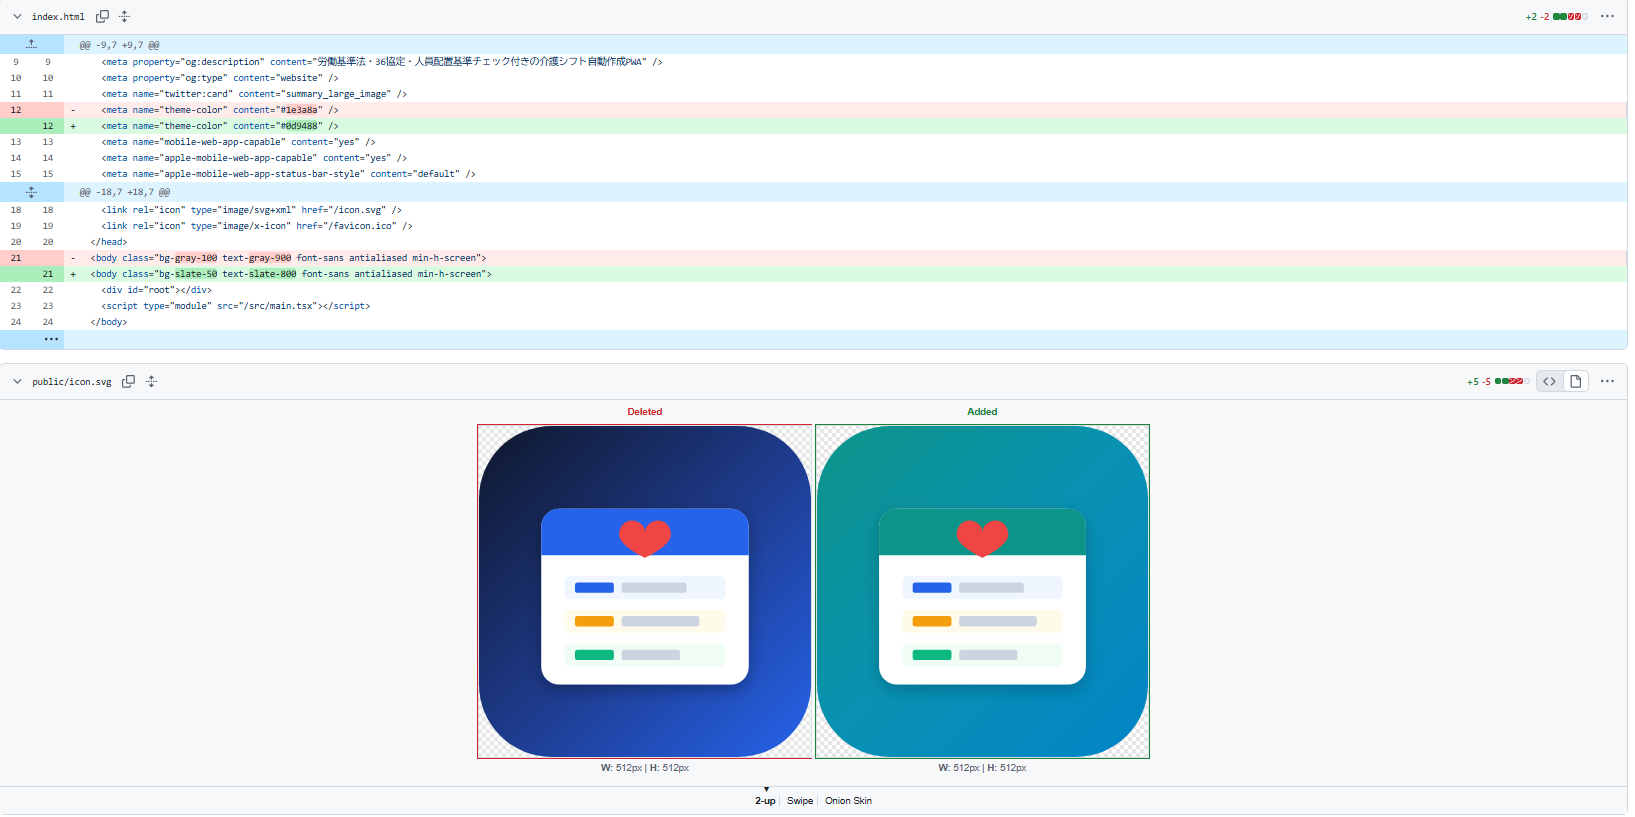 index.html
+2 -2
@@ -9,7 +9,7 @@
9 9 <meta property="og:description" content="労働基準法・36協定・人員配置基準チェック付きの介護シフト自動作成PWA" />
10 10 <meta property="og:type" content="website" />
11 11 <meta name="twitter:card" content="summary_large_image" />
12 - <meta name="theme-color" content="#1e3a8a" />
12 + <meta name="theme-color" content="#0d9488" />
13 13 <meta name="mobile-web-app-capable" content="yes" />
14 14 <meta name="apple-mobile-web-app-capable" content="yes" />
15 15 <meta name="apple-mobile-web-app-status-bar-style" content="default" />
@@ -18,7 +18,7 @@
18 18 <link rel="icon" type="image/svg+xml" href="/icon.svg" />
19 19 <link rel="icon" type="image/x-icon" href="/favicon.ico" />
20 20 </head>
21 - <body class="bg-gray-100 text-gray-900 font-sans antialiased min-h-screen">
21 + <body class="bg-slate-50 text-slate-800 font-sans antialiased min-h-screen">
22 22 <div id="root"></div>
23 23 <script type="module" src="/src/main.tsx"></script>
24 24 </body>
public/icon.svg
+5 -5
Deleted
Added
W: 512px | H: 512px
W: 512px | H: 512px
2-up Swipe Onion Skin